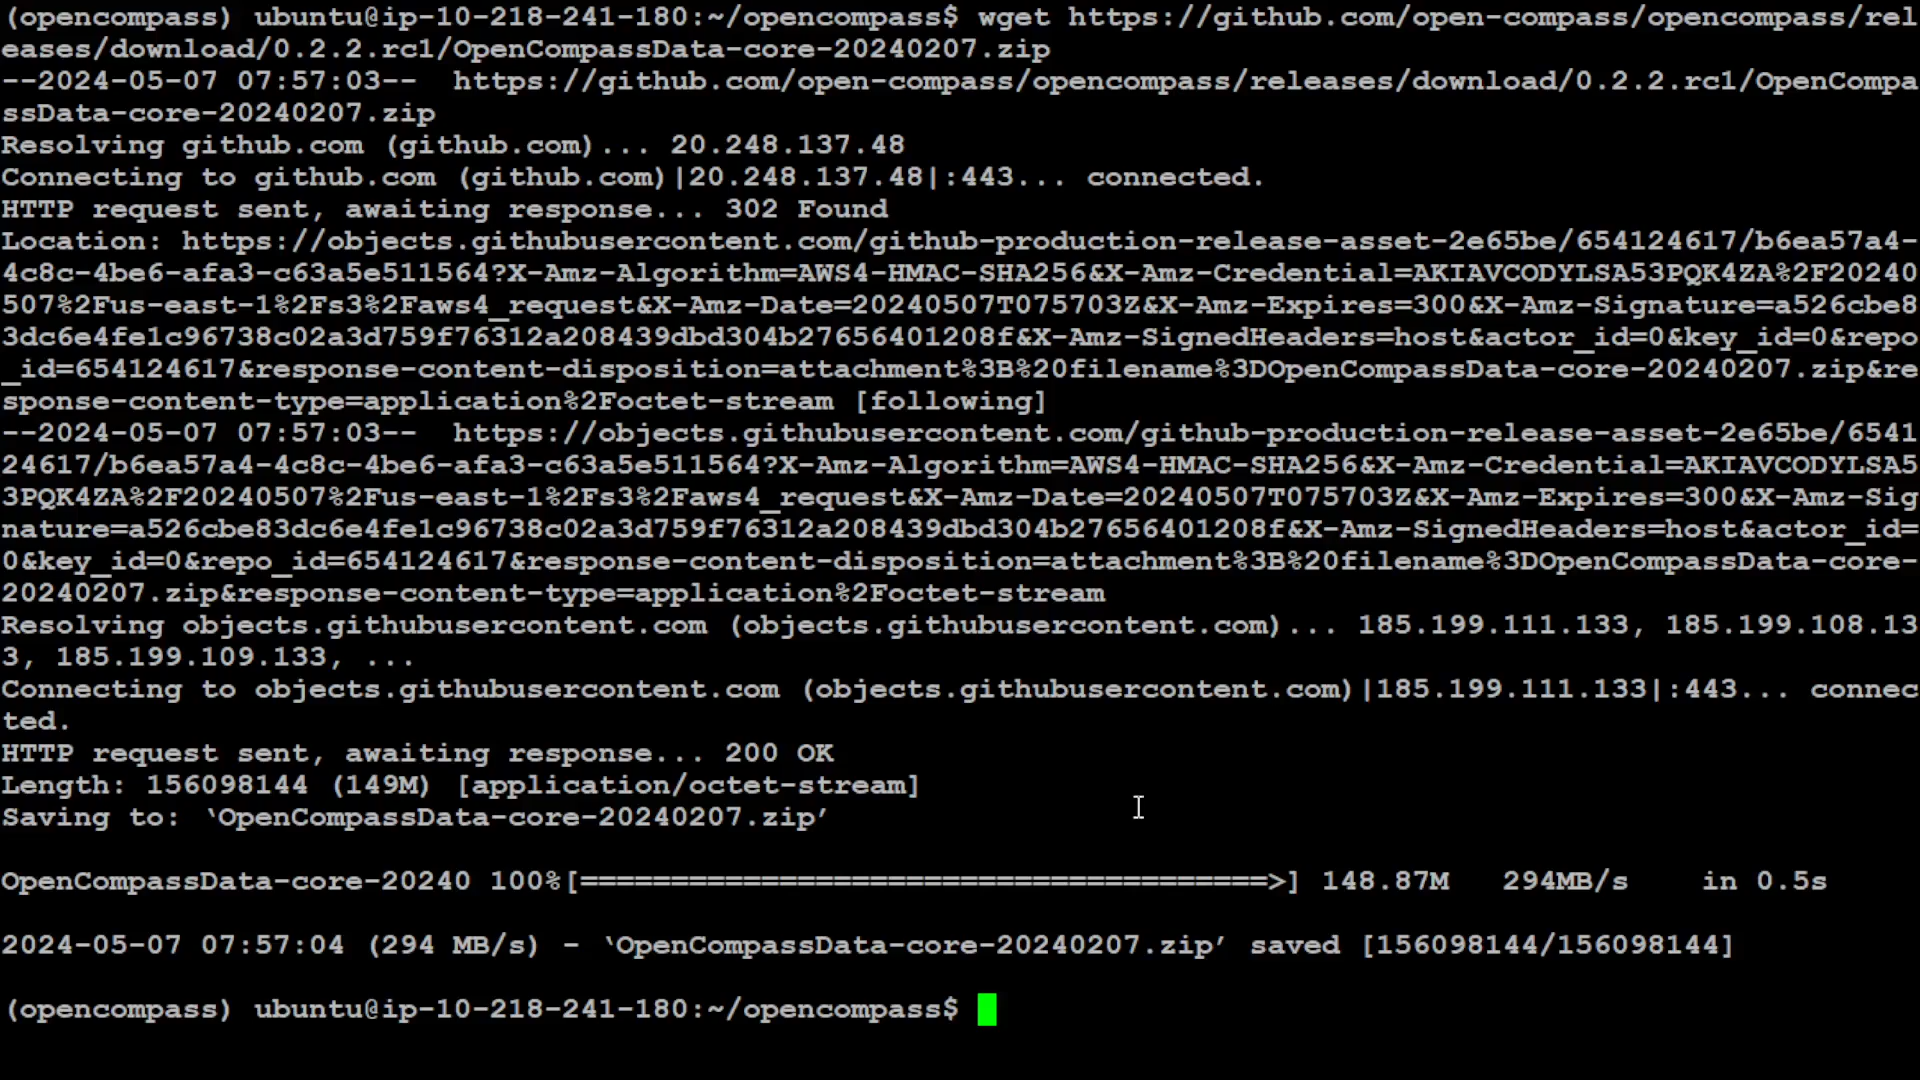 (opencompass) ubuntu@ip-10-218-241-180:~/opencompass$ wget https://github.com/open-compass/opencompass/rel
eases/download/0.2.2.rc1/OpenCompassData-core-20240207.zip
--2024-05-07 07:57:03--  https://github.com/open-compass/opencompass/releases/download/0.2.2.rc1/OpenCompa
ssData-core-20240207.zip
Resolving github.com (github.com)... 20.248.137.48
Connecting to github.com (github.com)|20.248.137.48|:443... connected.
HTTP request sent, awaiting response... 302 Found
Location: https://objects.githubusercontent.com/github-production-release-asset-2e65be/654124617/b6ea57a4-
4c8c-4be6-afa3-c63a5e511564?X-Amz-Algorithm=AWS4-HMAC-SHA256&X-Amz-Credential=AKIAVCODYLSA53PQK4ZA%2F20240
507%2Fus-east-1%2Fs3%2Faws4_request&X-Amz-Date=20240507T075703Z&X-Amz-Expires=300&X-Amz-Signature=a526cbe8
3dc6e4fe1c96738c02a3d759f76312a208439dbd304b27656401208f&X-Amz-SignedHeaders=host&actor_id=0&key_id=0&repo
_id=654124617&response-content-disposition=attachment%3B%20filename%3DOpenCompassData-core-20240207.zip&re
sponse-content-type=application%2Foctet-stream [following]
--2024-05-07 07:57:03--  https://objects.githubusercontent.com/github-production-release-asset-2e65be/6541
24617/b6ea57a4-4c8c-4be6-afa3-c63a5e511564?X-Amz-Algorithm=AWS4-HMAC-SHA256&X-Amz-Credential=AKIAVCODYLSA5
3PQK4ZA%2F20240507%2Fus-east-1%2Fs3%2Faws4_request&X-Amz-Date=20240507T075703Z&X-Amz-Expires=300&X-Amz-Sig
nature=a526cbe83dc6e4fe1c96738c02a3d759f76312a208439dbd304b27656401208f&X-Amz-SignedHeaders=host&actor_id=
0&key_id=0&repo_id=654124617&response-content-disposition=attachment%3B%20filename%3DOpenCompassData-core-
20240207.zip&response-content-type=application%2Foctet-stream
Resolving objects.githubusercontent.com (objects.githubusercontent.com)... 185.199.111.133, 185.199.108.13
3, 185.199.109.133, ...
Connecting to objects.githubusercontent.com (objects.githubusercontent.com)|185.199.111.133|:443... connec
ted.
HTTP request sent, awaiting response... 200 OK
Length: 156098144 (149M) [application/octet-stream]
Saving to: ‘OpenCompassData-core-20240207.zip’
OpenCompassData-core-20240 100%[======================================>] 148.87M   294MB/s    in 0.5s
2024-05-07 07:57:04 (294 MB/s) - ‘OpenCompassData-core-20240207.zip’ saved [156098144/156098144]
(opencompass) ubuntu@ip-10-218-241-180:~/opencompass$